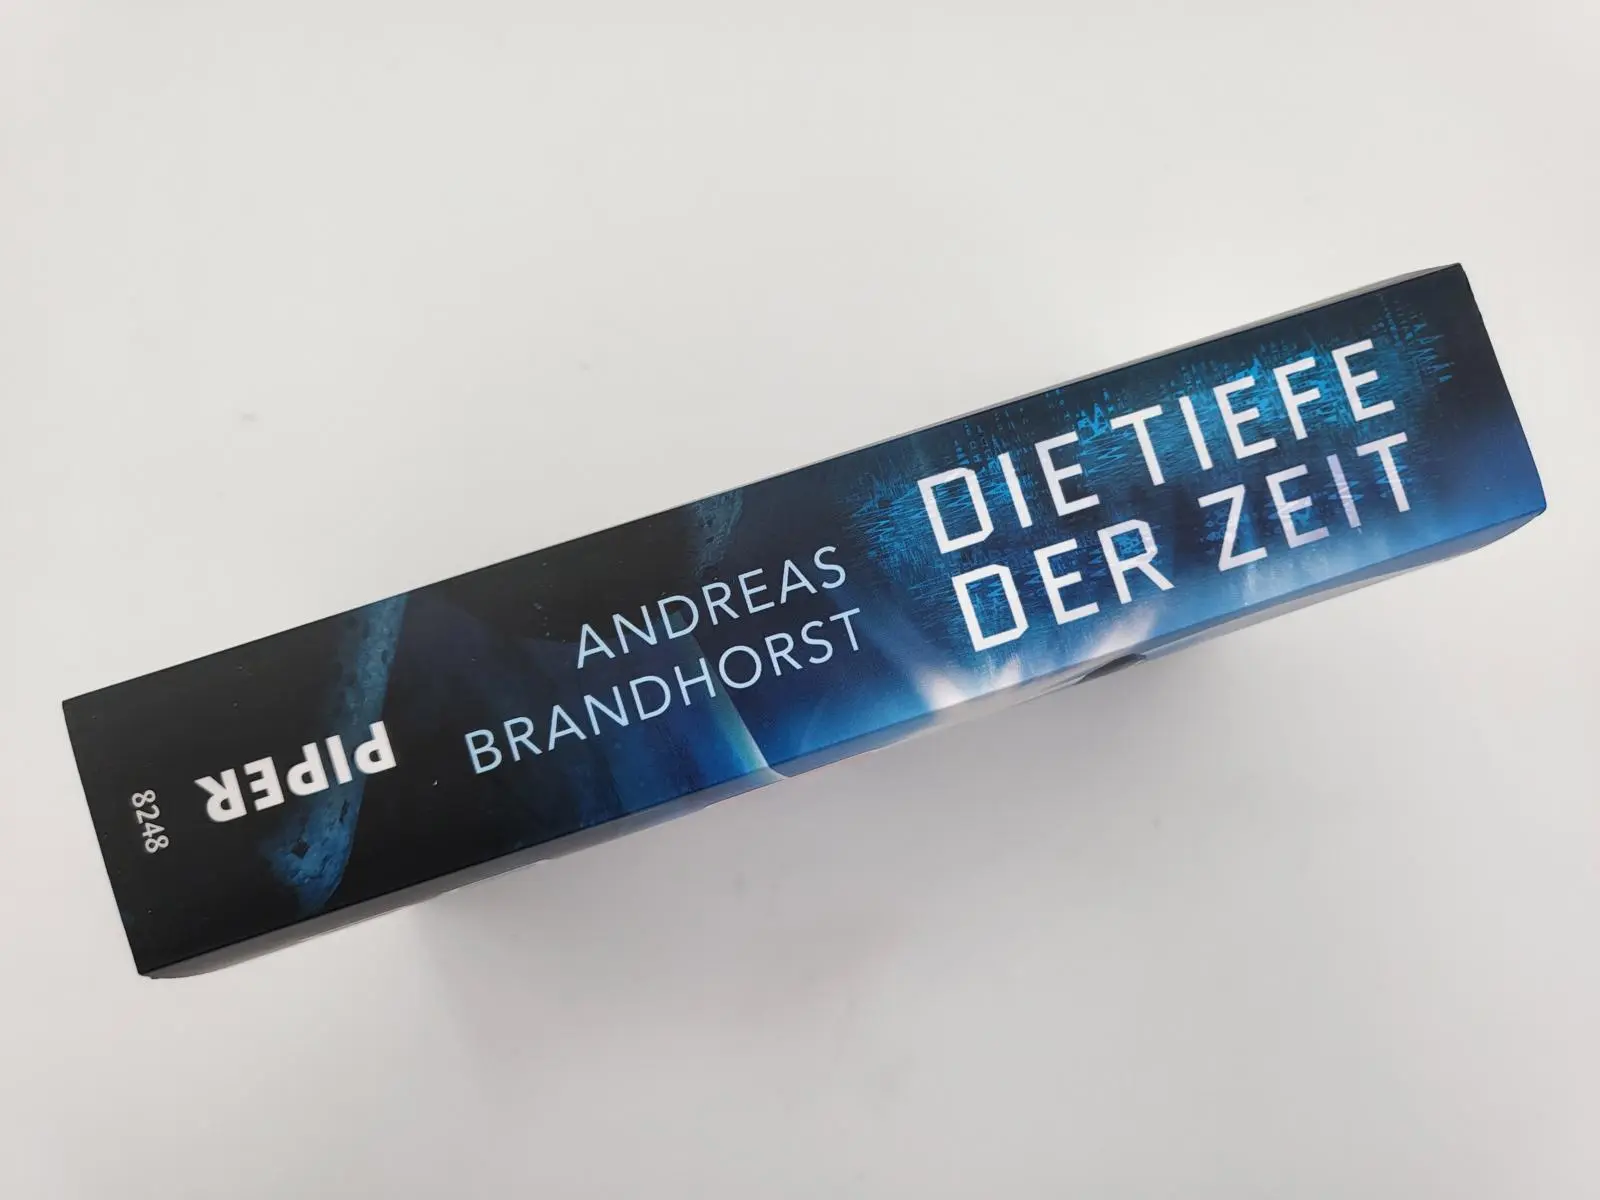 DIE TIEFE
DER ZEIT
ANDREAS
BRANDHORST
PIPER
8248